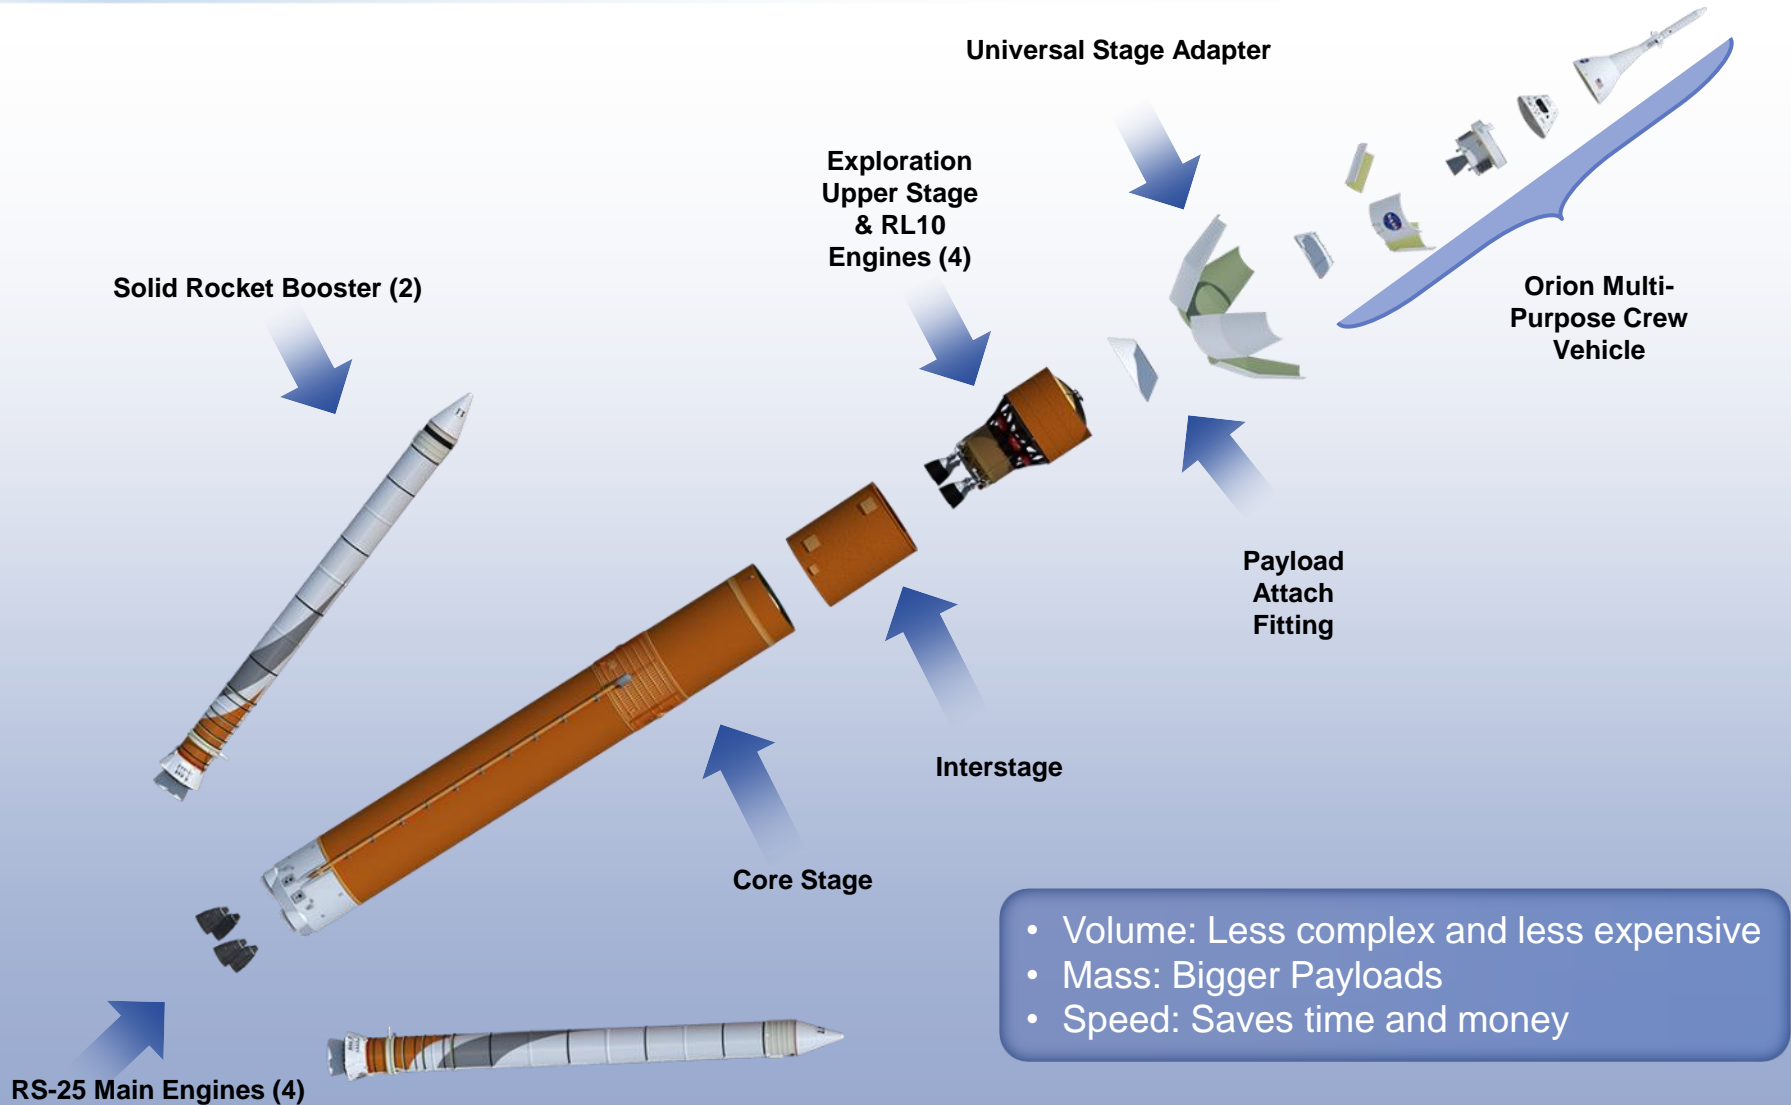 Universal Stage Adapter
Exploration
Upper Stage
& RL10
Engines (4)
Solid Rocket Booster (2)
Orion Multi-
Purpose Crew
Vehicle
Payload
Attach
Fitting
Interstage
Core Stage
• Volume: Less complex and less expensive
• Mass: Bigger Payloads
• Speed: Saves time and money
RS-25 Main Engines (4)